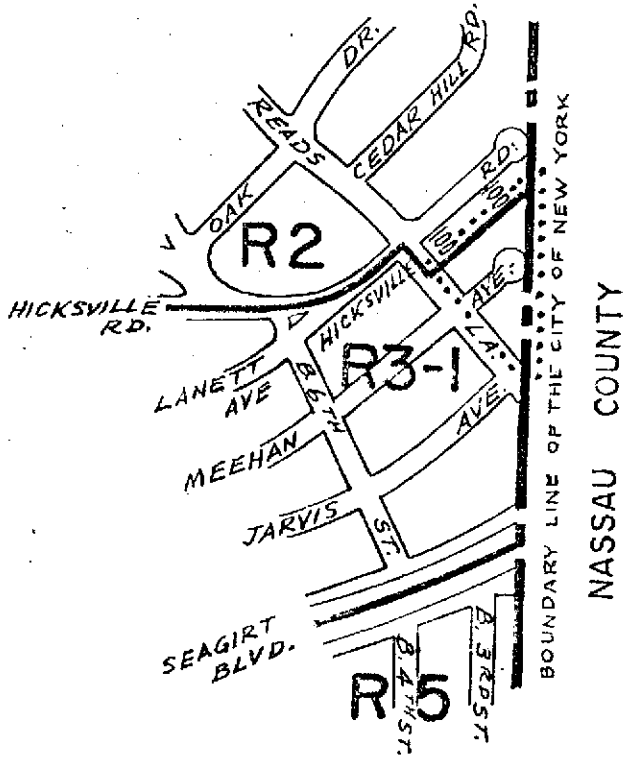 DR.
CEDAR HILL RD.
READS
LA.
OAK
R2
RD.
100
100
HICKSVILLE
RD.
HICKSVILLE
LANETT
AVE
B 6TH
ST.
R3-1
MEEHAN
AVE.
JARVIS
AVE.
SEAGIRT
BLVD.
B. 4TH ST.
B. 3RD ST.
R5
BOUNDARY LINE OF THE CITY OF NEW YORK
NASSAU COUNTY